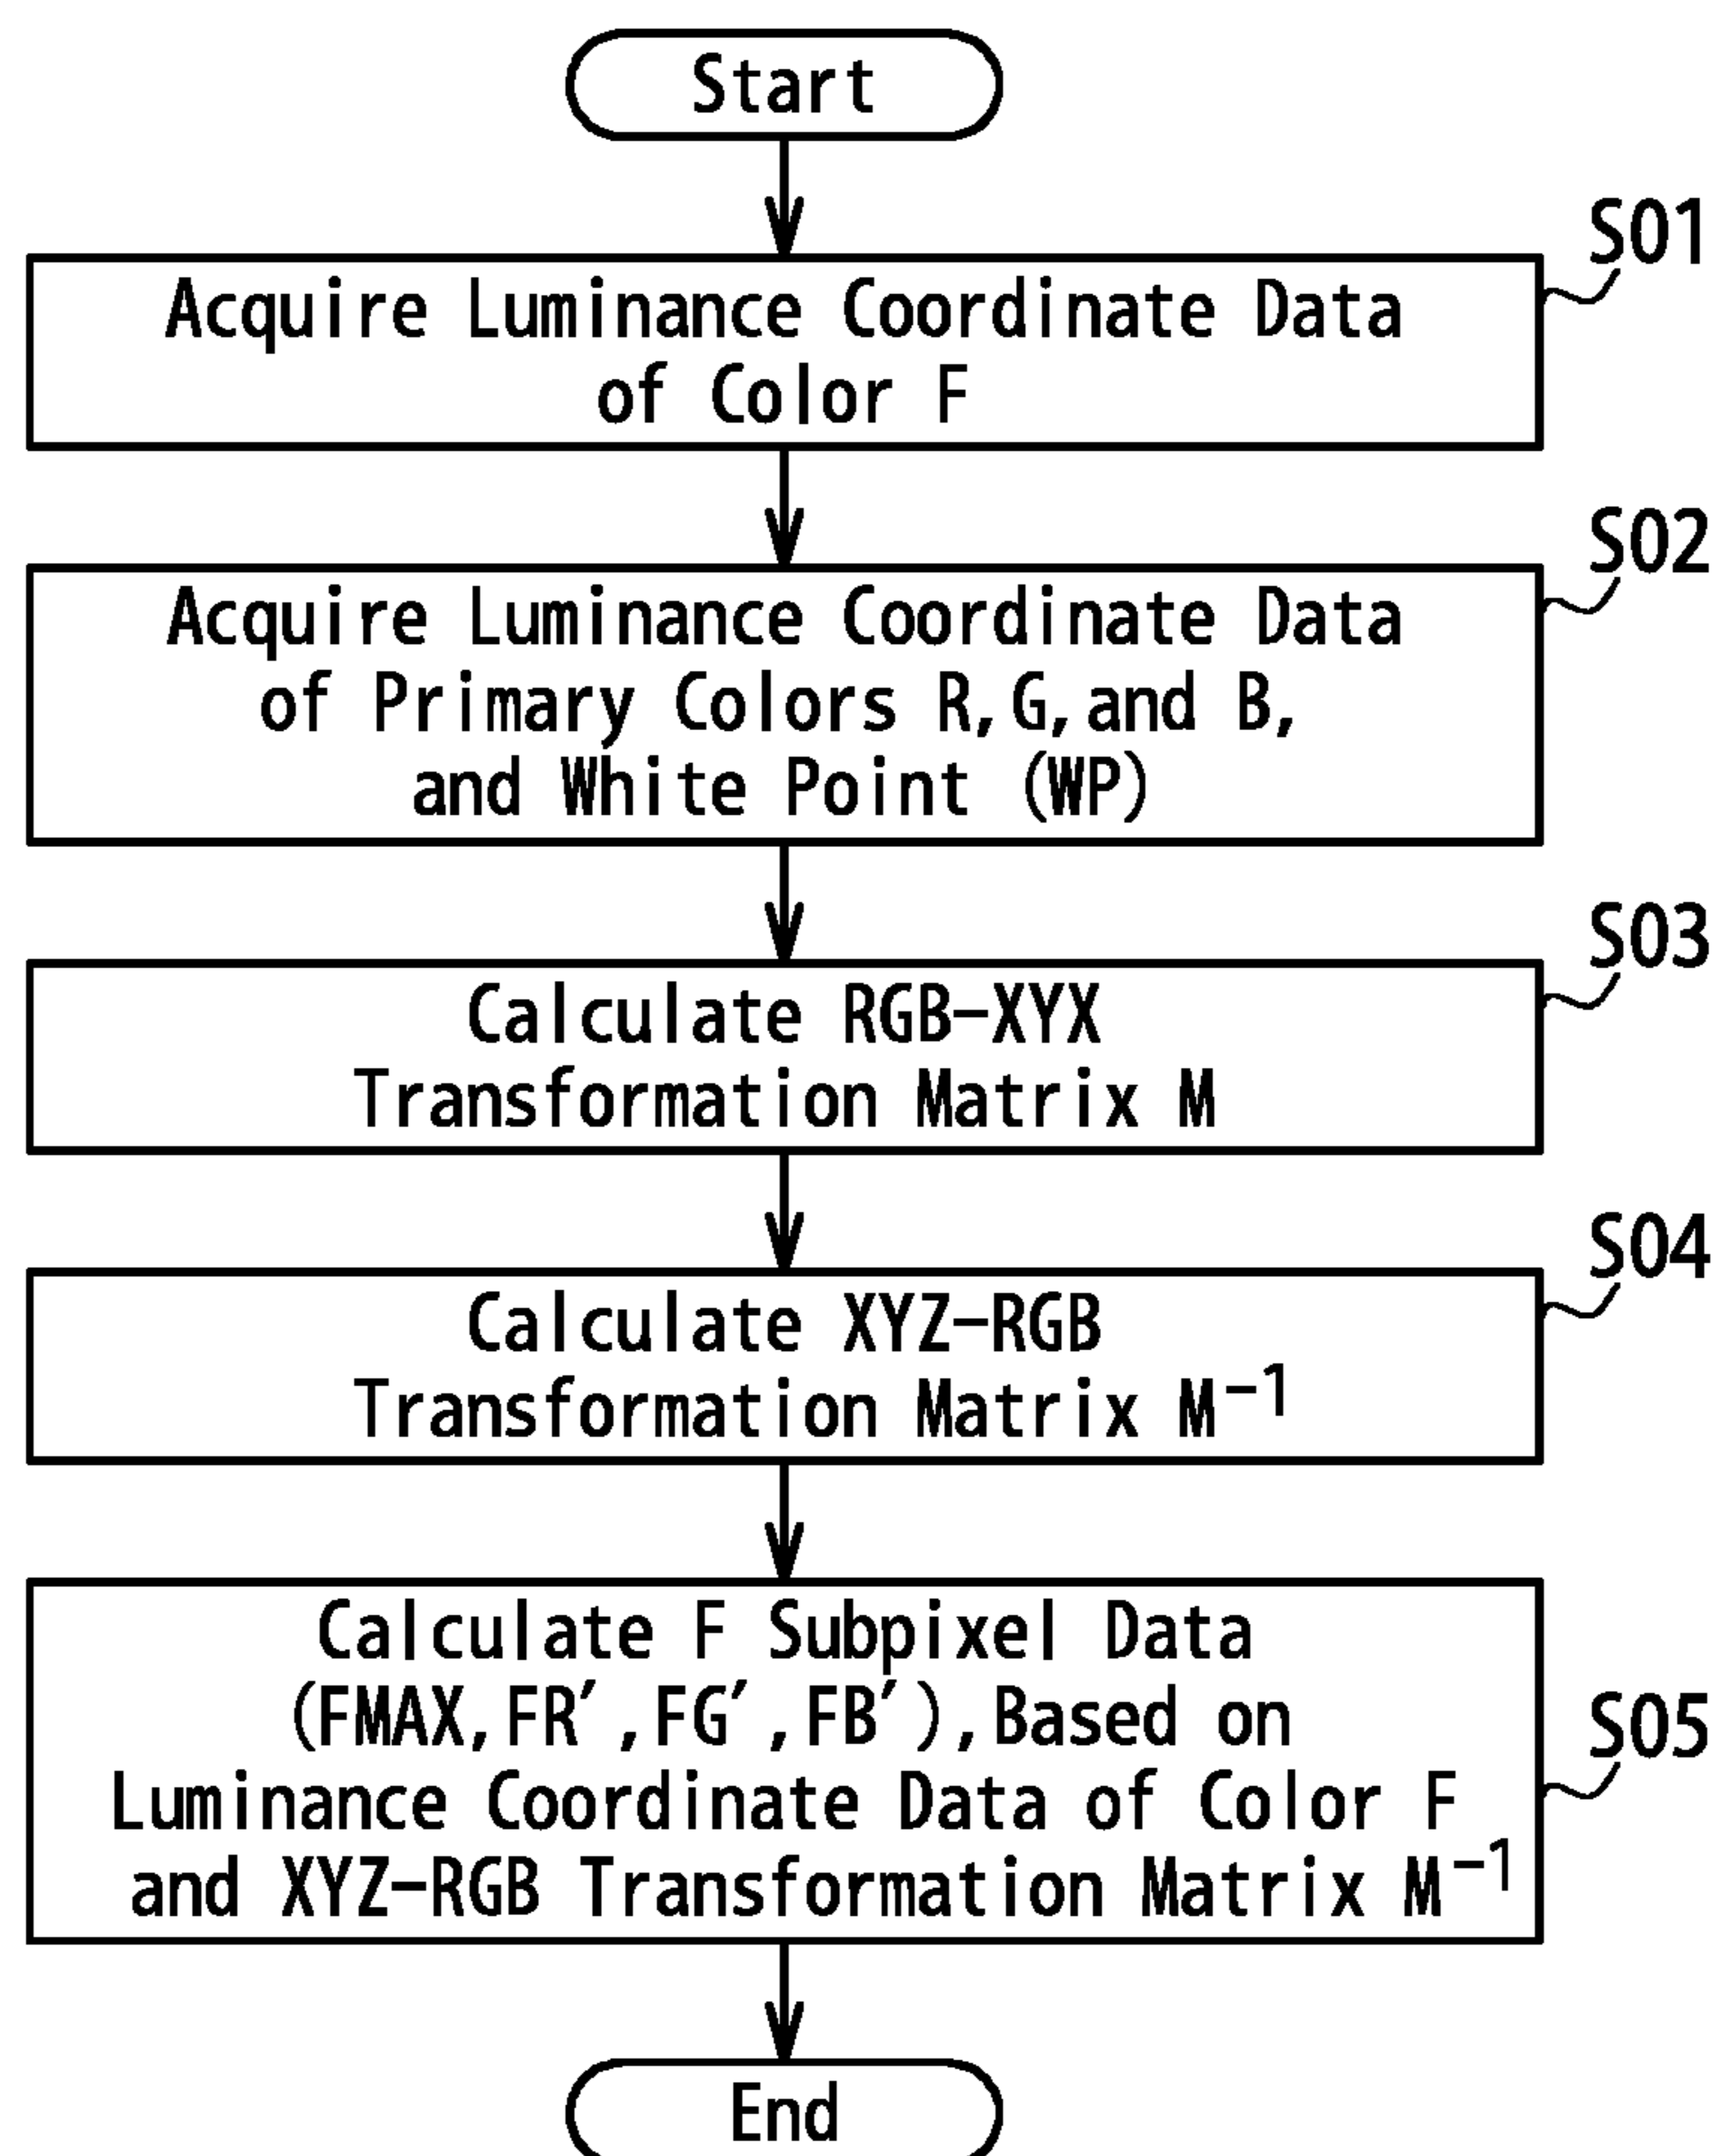 Start
S01
Acquire Luminance Coordinate Data
of Color F
S02
Acquire Luminance Coordinate Data
of Primary Colors R,G,and B,
and White Point (WP)
S03
Calculate RGB-XYX
Transformation Matrix M
S04
Calculate XYZ-RGB
Transformation Matrix M⁻¹
S05
Calculate F Subpixel Data
(FMAX,FR′,FG′,FB′),Based on
Luminance Coordinate Data of Color F
and XYZ-RGB Transformation Matrix M⁻¹
End